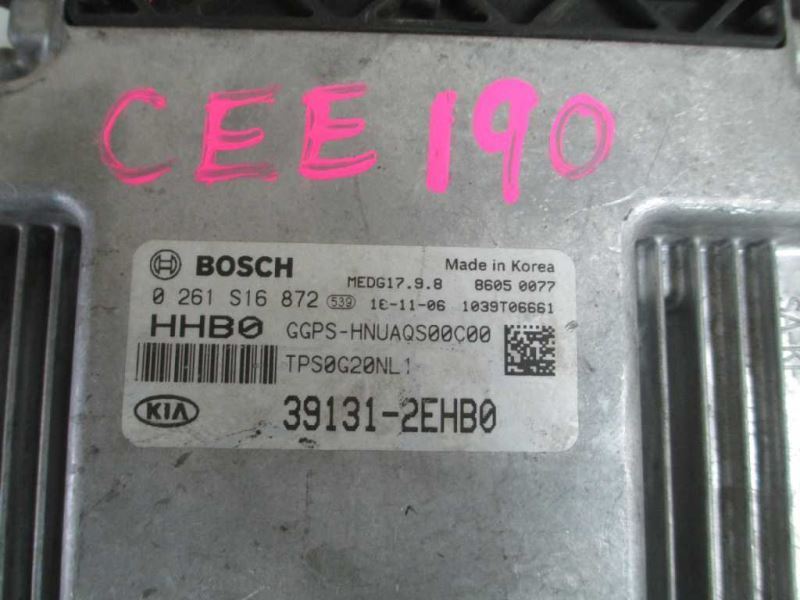 CEE190
BOSCH
Made in Korea
MEDG17.9.8 8605 0077
0 261 S16 872 539 18-11-06 1039T06661
HHB0 GGPS-HNUAQS00C00
TPS0G20NL1
KIA 39131-2EHB0